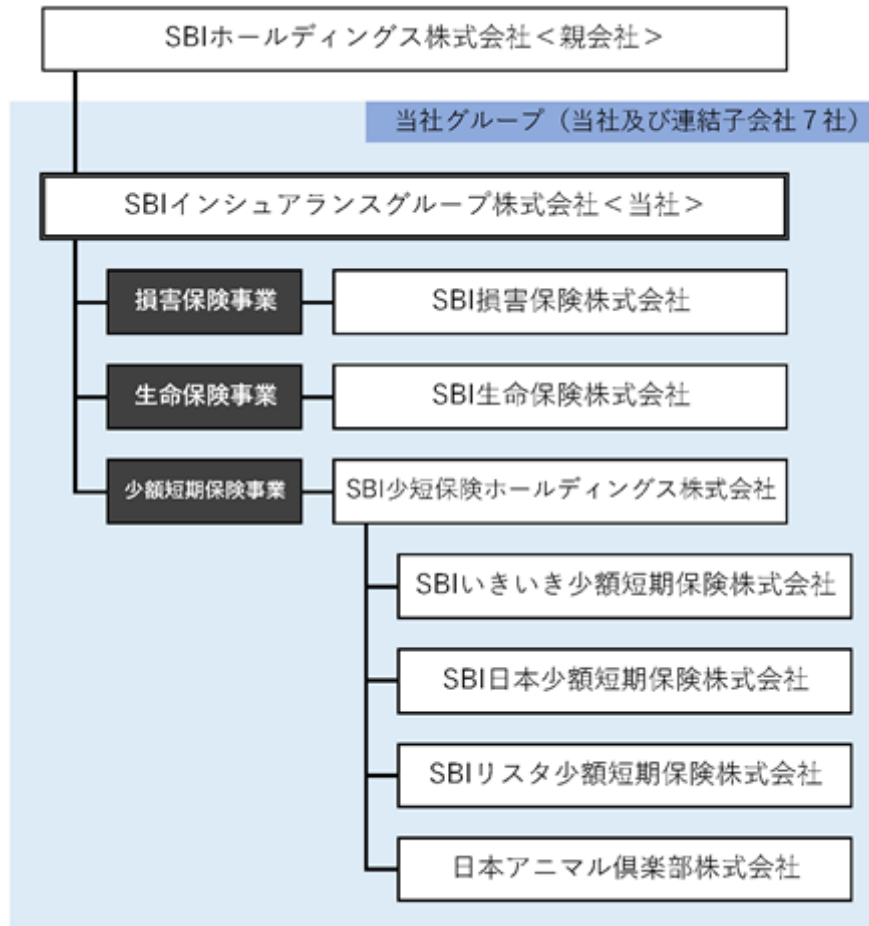 SBIホールディングス株式会社＜親会社＞
当社グループ（当社及び連結子会社７社）
SBIインシュアランスグループ株式会社＜当社＞
損害保険事業
SBI損害保険株式会社
生命保険事業
SBI生命保険株式会社
少額短期保険事業
SBI少短保険ホールディングス株式会社
SBIいきいき少額短期保険株式会社
SBI日本少額短期保険株式会社
SBIリスタ少額短期保険株式会社
日本アニマル倶楽部株式会社